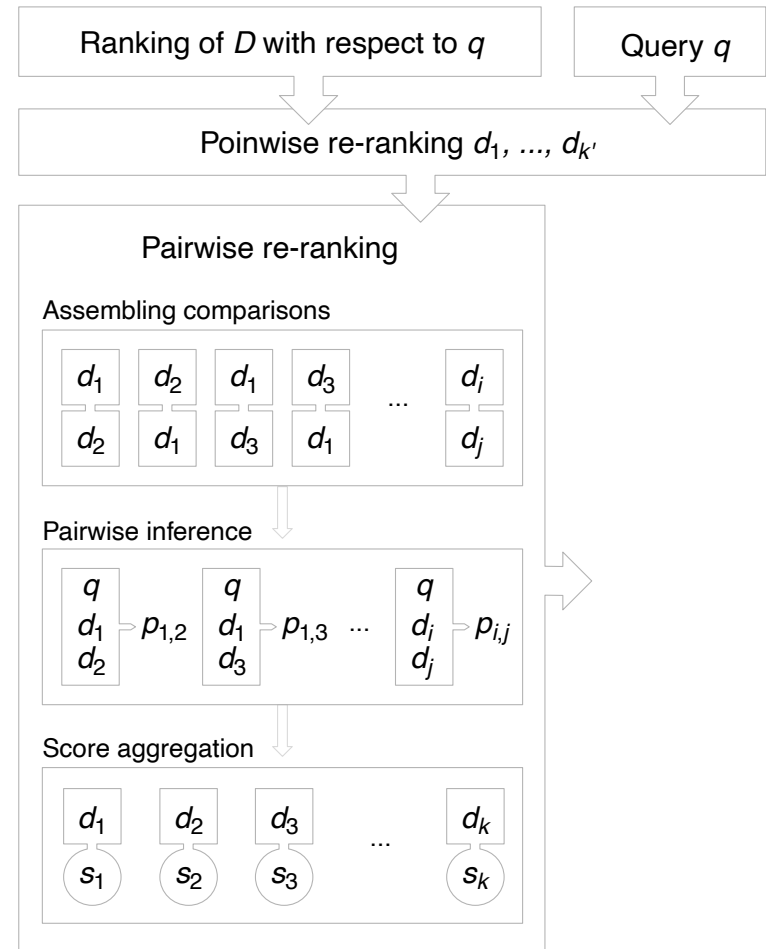 Ranking of D with respect to q
Query q
Poinwise re-ranking d₁, ..., dₖ'
Pairwise re-ranking
Assembling comparisons
d₁ d₂ d₁ d₃ ... dᵢ
d₂ d₁ d₃ d₁ dⱼ
Pairwise inference
q q q
d₁ p₁,₂ d₁ p₁,₃ ... dᵢ pᵢ,ⱼ
d₂ d₃ dⱼ
Score aggregation
d₁ d₂ d₃ ... dₖ
s₁ s₂ s₃ sₖ